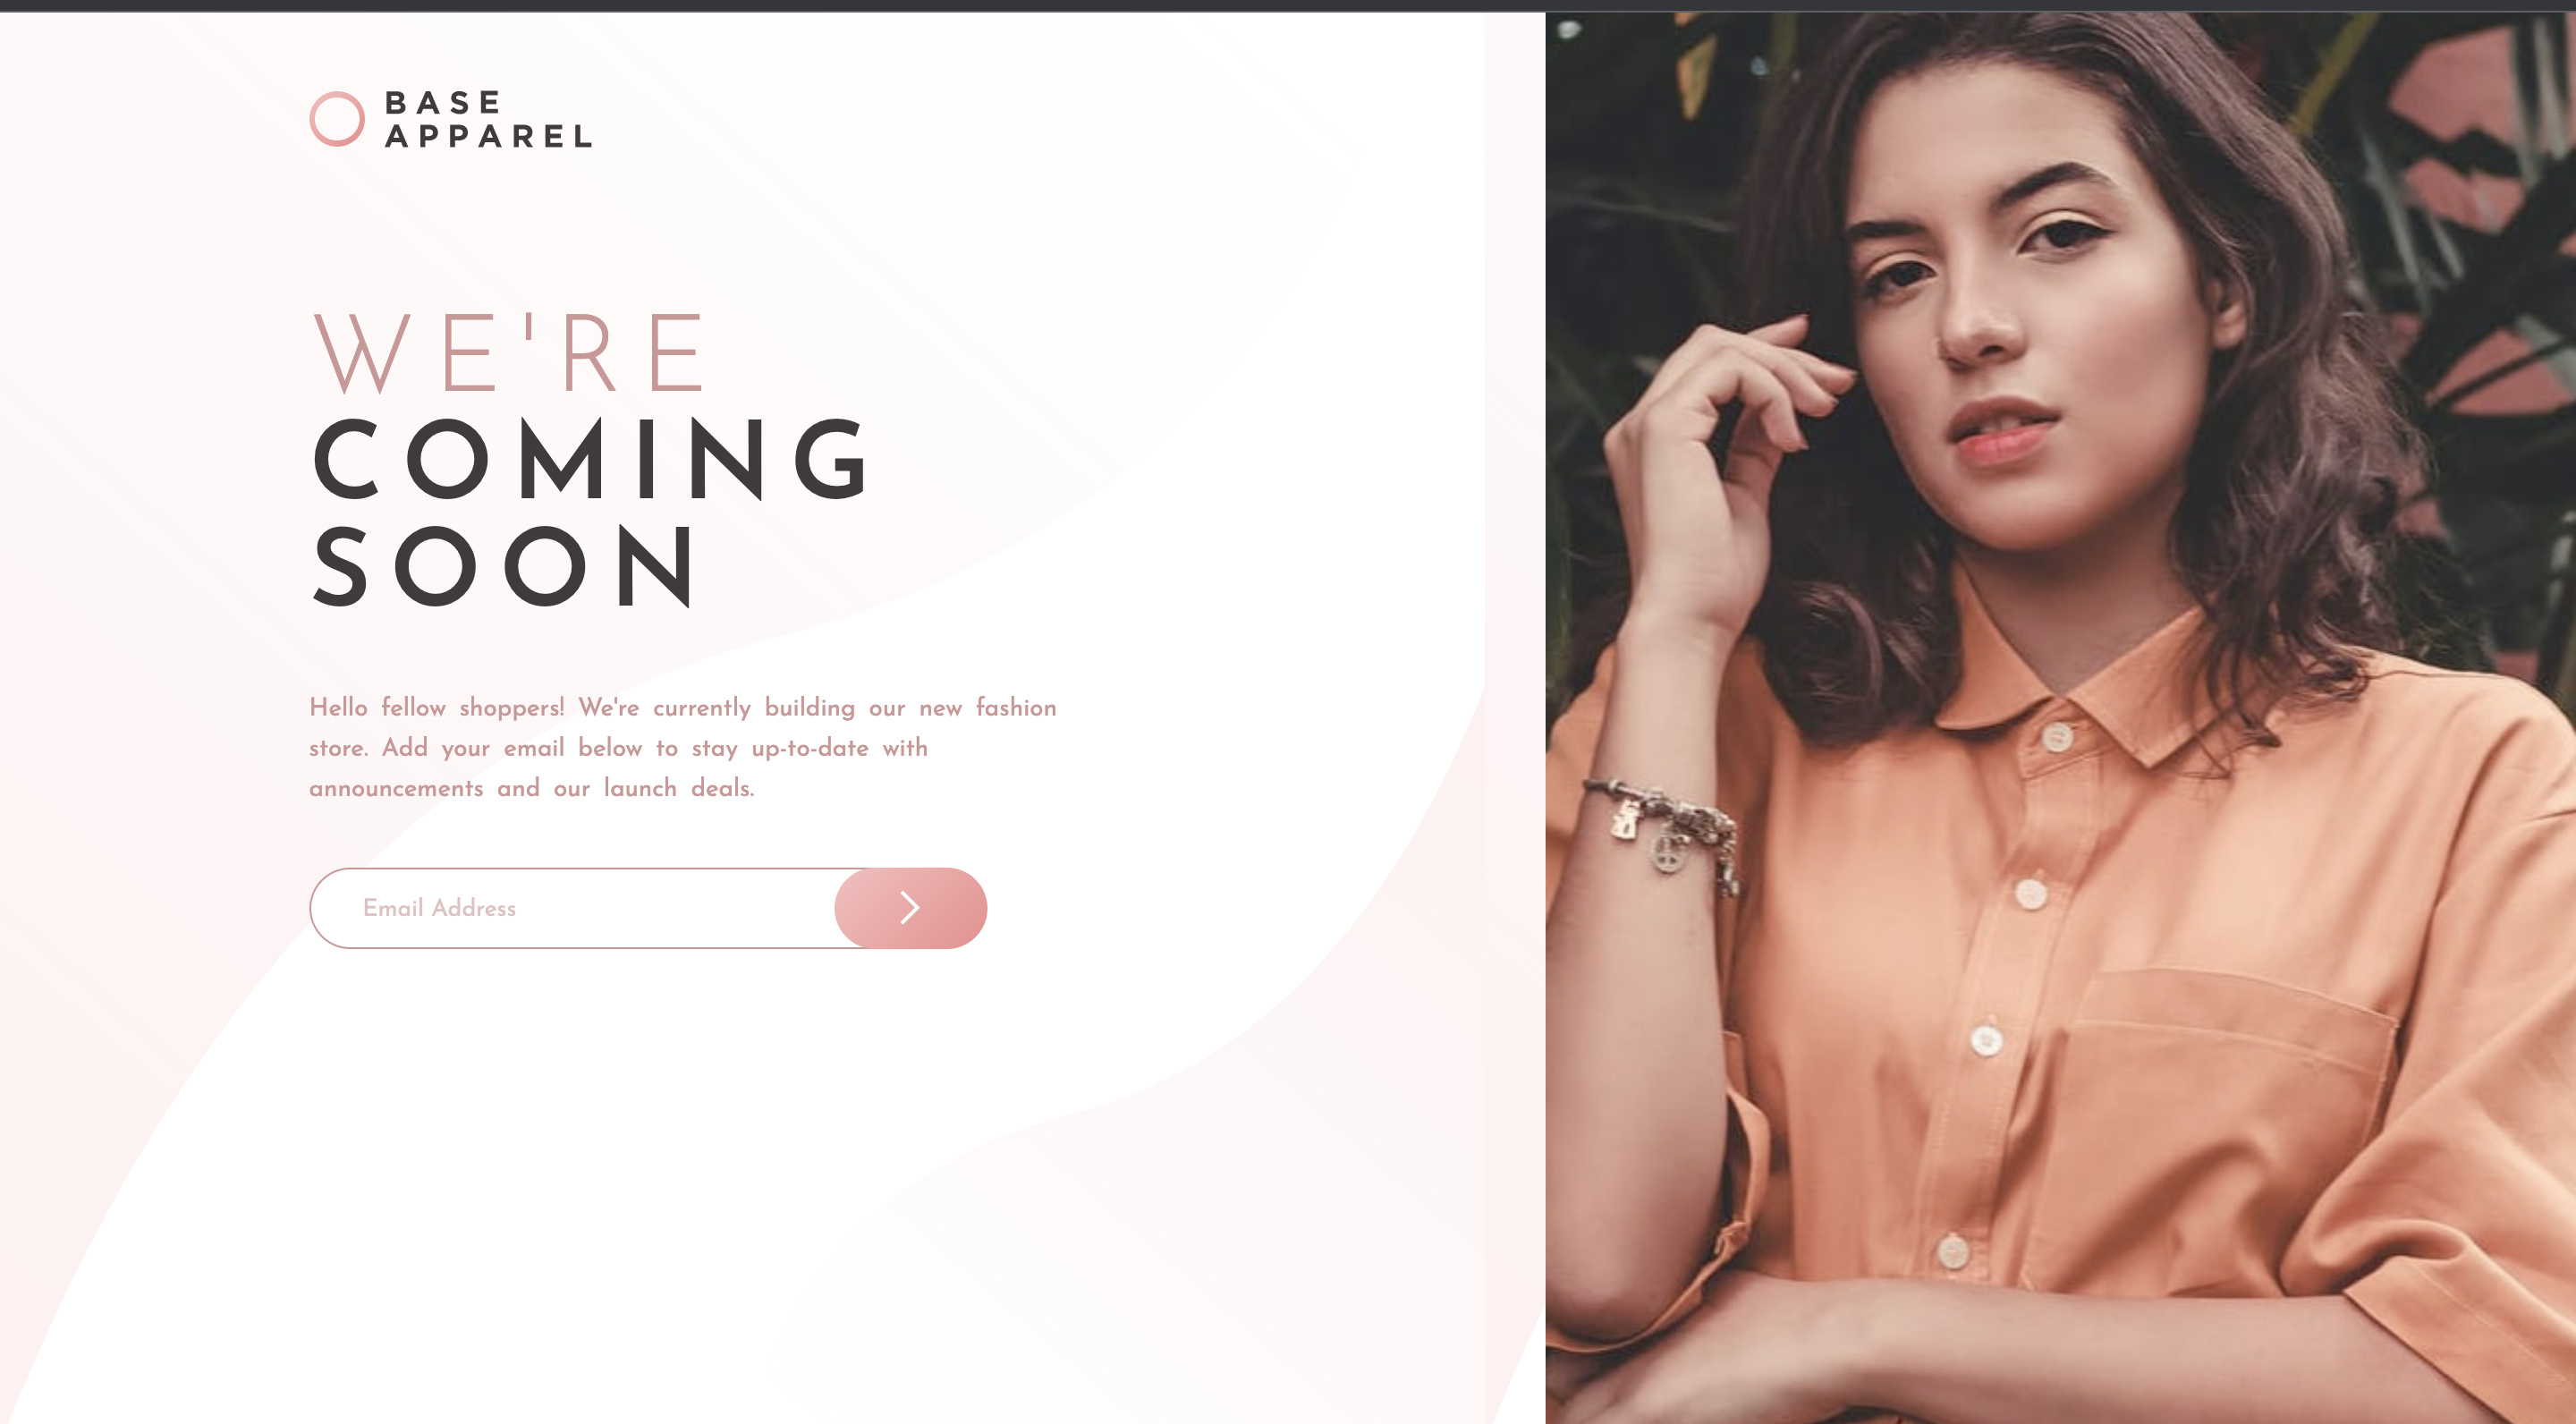 BASE
APPAREL
WE'RE
COMING
SOON
Hello fellow shoppers! We're currently building our new fashion
store. Add your email below to stay up-to-date with
announcements and our launch deals.
Email Address